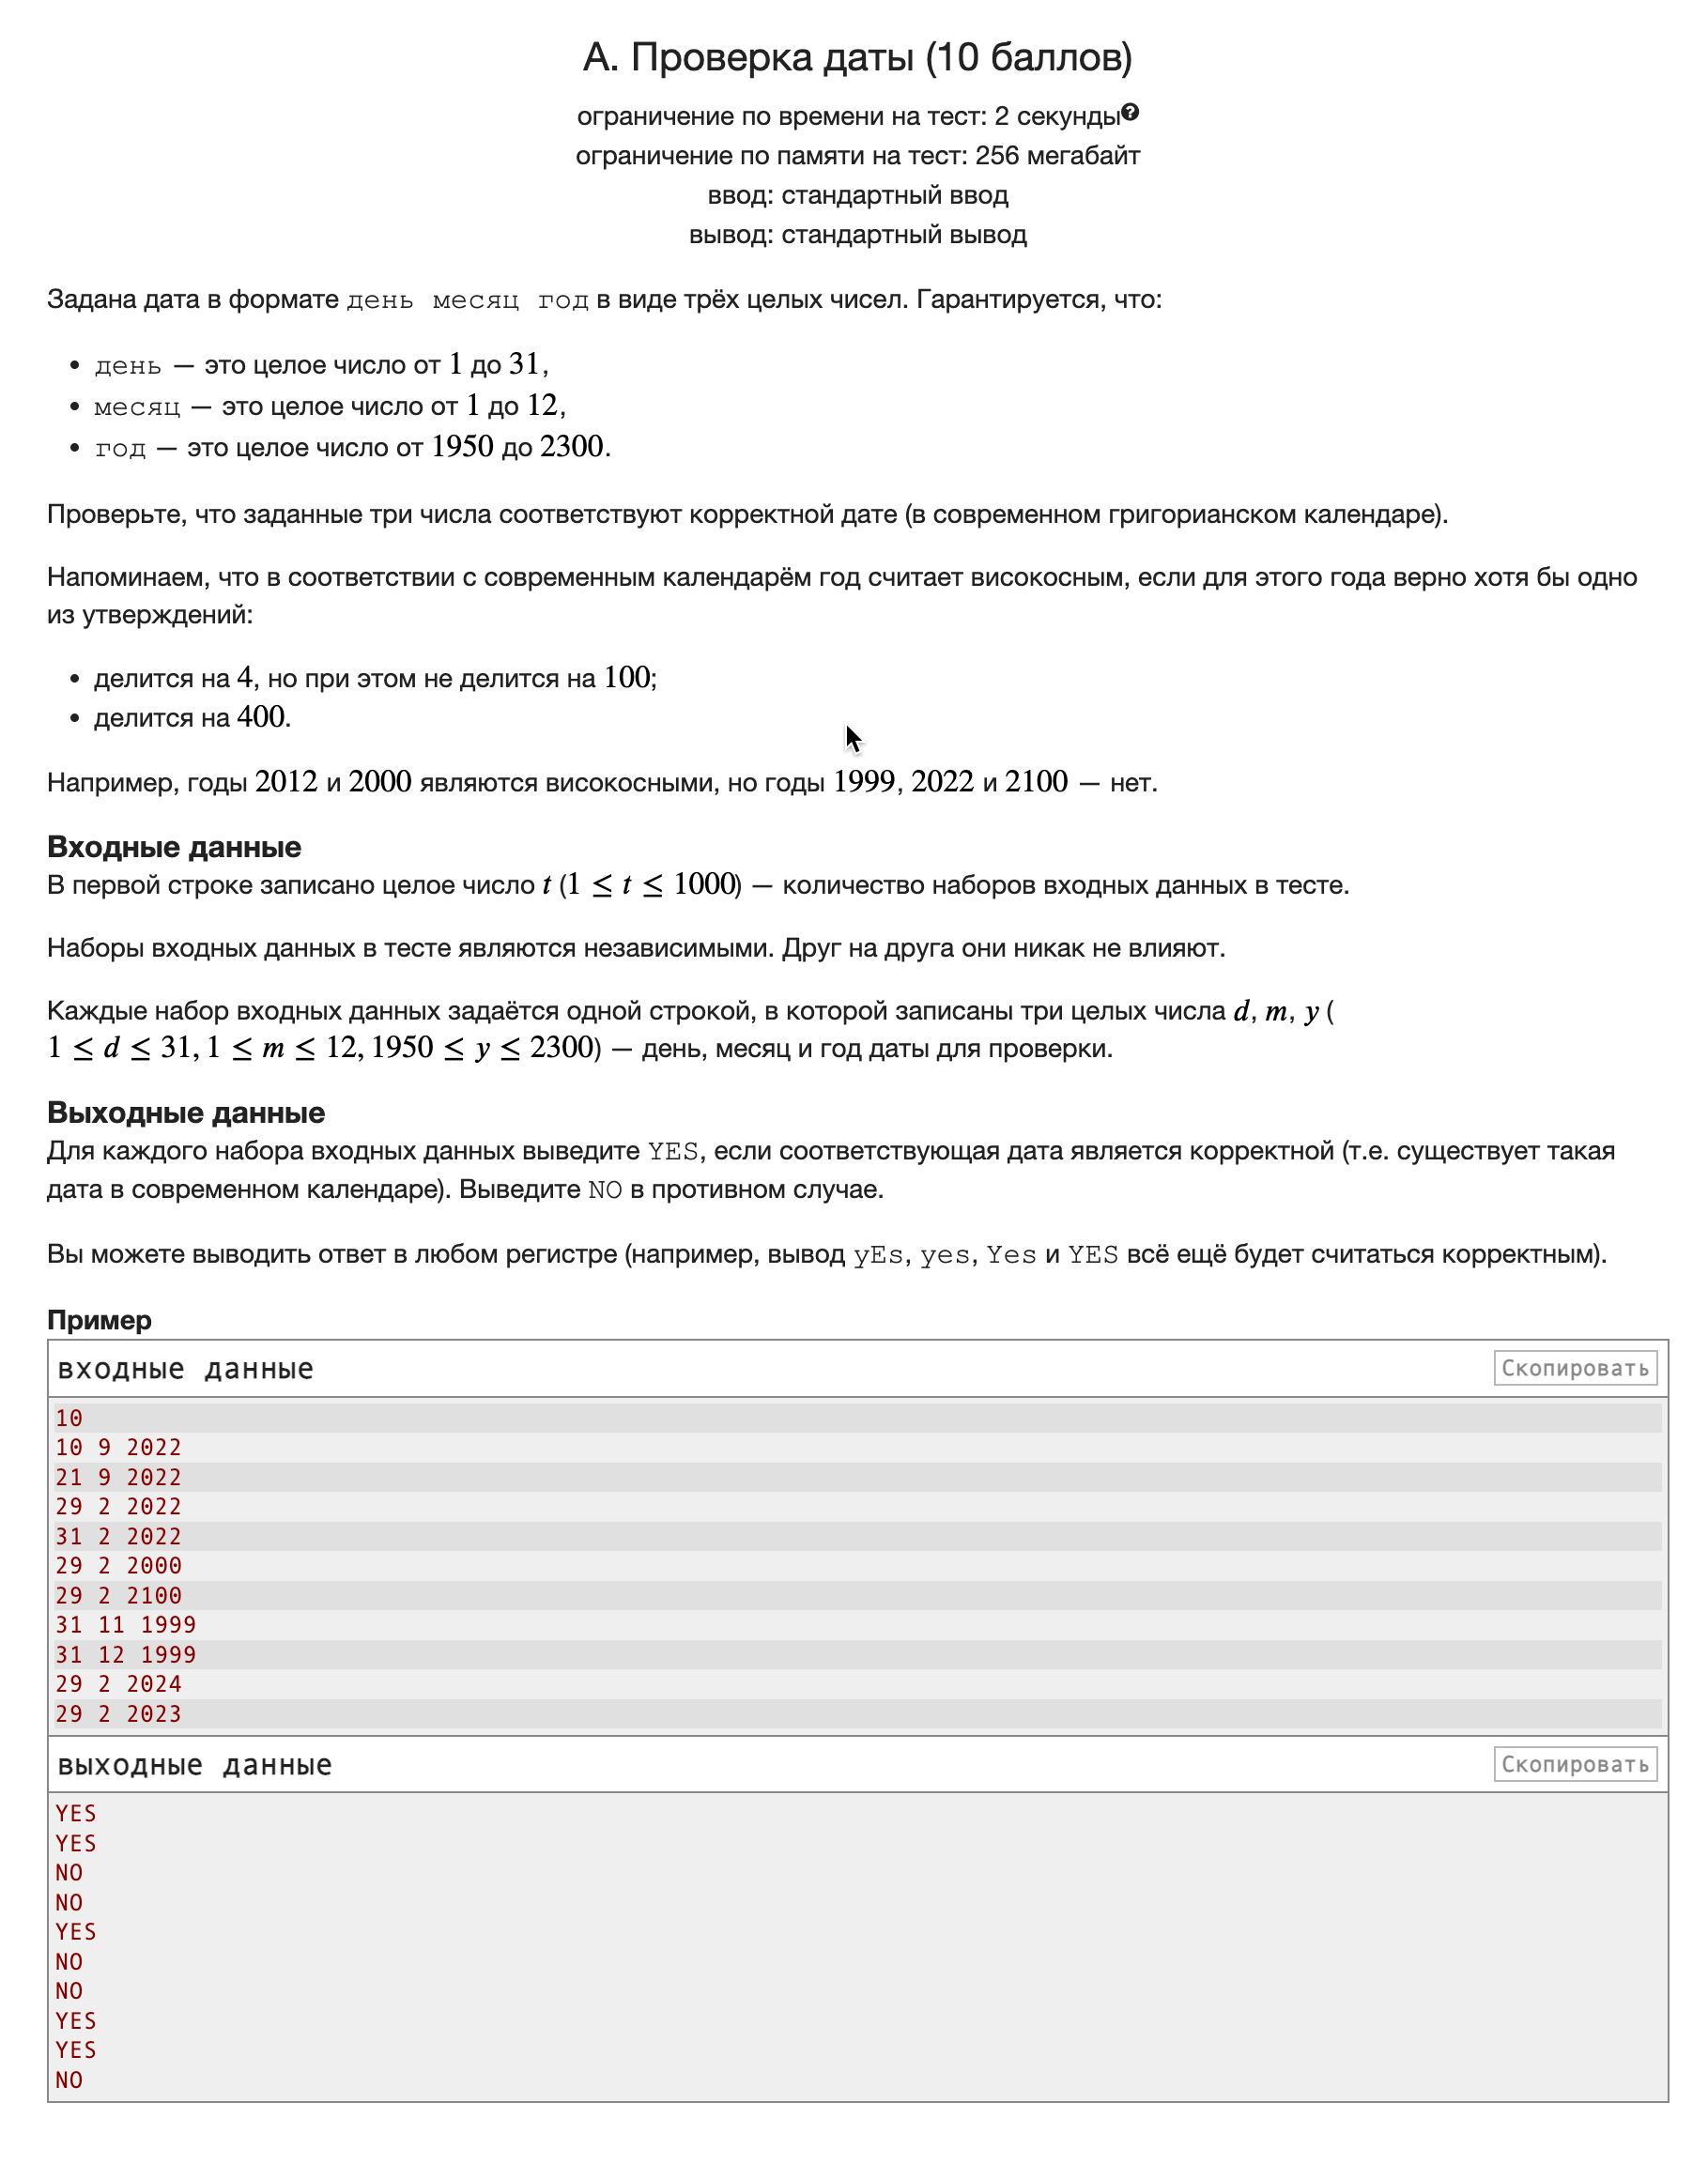 А. Проверка даты (10 баллов)
ограничение по времени на тест: 2 секунды
ограничение по памяти на тест: 256 мегабайт
ввод: стандартный ввод
вывод: стандартный вывод
Задана дата в формате день месяц год в виде трёх целых чисел. Гарантируется, что:
• день — это целое число от 1 до 31,
• месяц — это целое число от 1 до 12,
• год — это целое число от 1950 до 2300.
Проверьте, что заданные три числа соответствуют корректной дате (в современном григорианском календаре).
Напоминаем, что в соответствии с современным календарём год считает високосным, если для этого года верно хотя бы одно
из утверждений:
• делится на 4, но при этом не делится на 100;
• делится на 400.
Например, годы 2012 и 2000 являются високосными, но годы 1999, 2022 и 2100 — нет.
Входные данные
В первой строке записано целое число t (1 ≤ t ≤ 1000) — количество наборов входных данных в тесте.
Наборы входных данных в тесте являются независимыми. Друг на друга они никак не влияют.
Каждые набор входных данных задаётся одной строкой, в которой записаны три целых числа d, m, y (
1 ≤ d ≤ 31, 1 ≤ m ≤ 12, 1950 ≤ y ≤ 2300) — день, месяц и год даты для проверки.
Выходные данные
Для каждого набора входных данных выведите YES, если соответствующая дата является корректной (т.е. существует такая
дата в современном календаре). Выведите NO в противном случае.
Вы можете выводить ответ в любом регистре (например, вывод yEs, yes, Yes и YES всё ещё будет считаться корректным).
Пример
входные данные Скопировать
10
10 9 2022
21 9 2022
29 2 2022
31 2 2022
29 2 2000
29 2 2100
31 11 1999
31 12 1999
29 2 2024
29 2 2023
выходные данные Скопировать
YES
YES
NO
NO
YES
NO
NO
YES
YES
NO